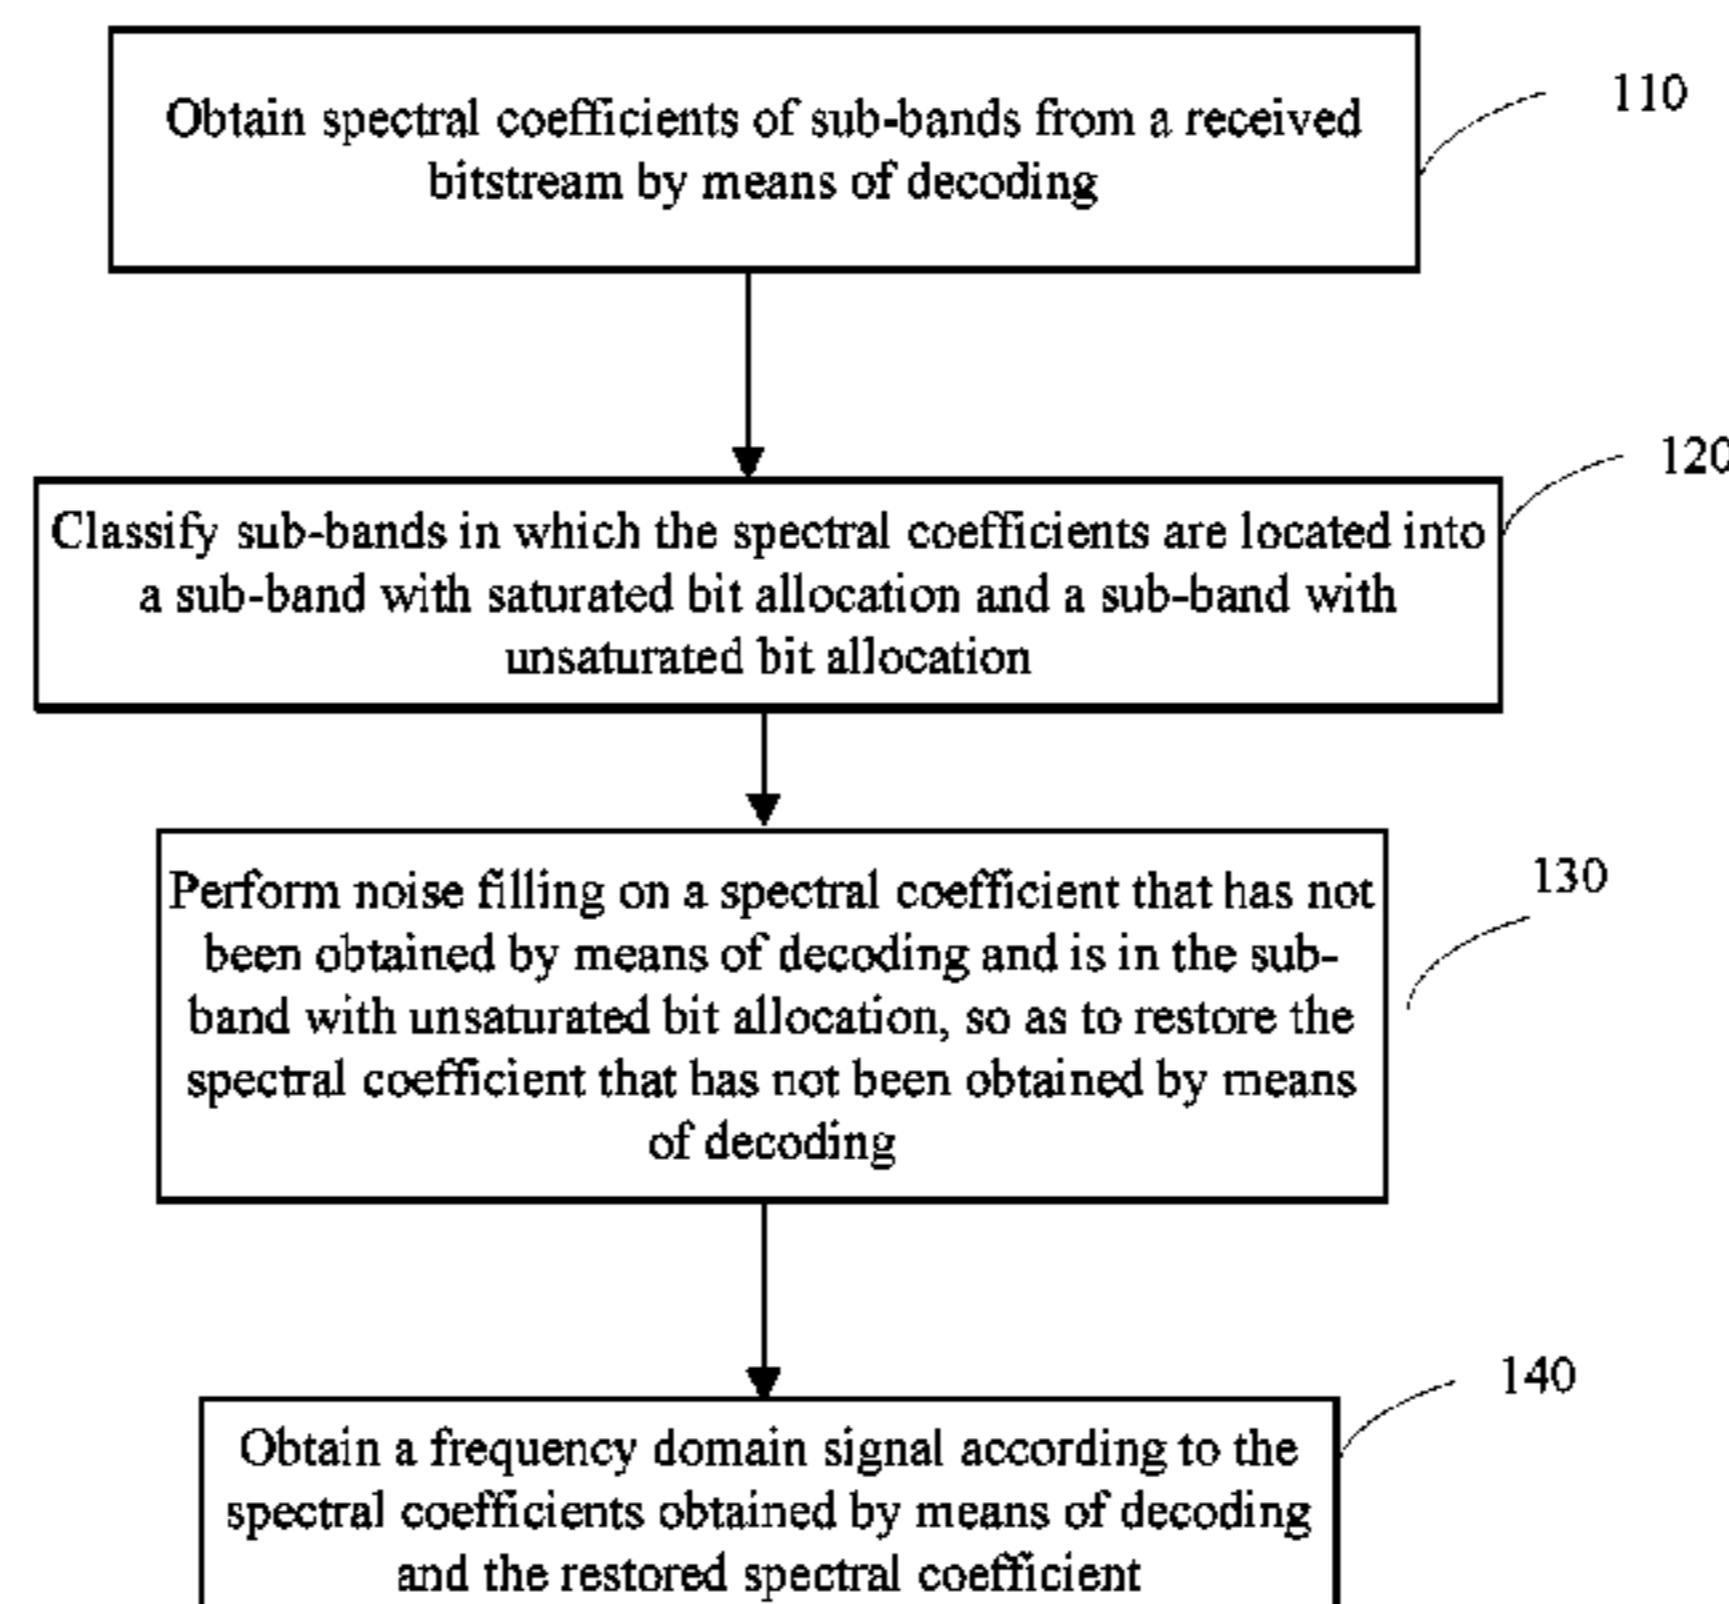 Obtain spectral coefficients of sub-bands from a received
bitstream by means of decoding
110
Classify sub-bands in which the spectral coefficients are located into
a sub-band with saturated bit allocation and a sub-band with
unsaturated bit allocation
120
Perform noise filling on a spectral coefficient that has not
been obtained by means of decoding and is in the sub-
band with unsaturated bit allocation, so as to restore the
spectral coefficient that has not been obtained by means
of decoding
130
Obtain a frequency domain signal according to the
spectral coefficients obtained by means of decoding
and the restored spectral coefficient
140